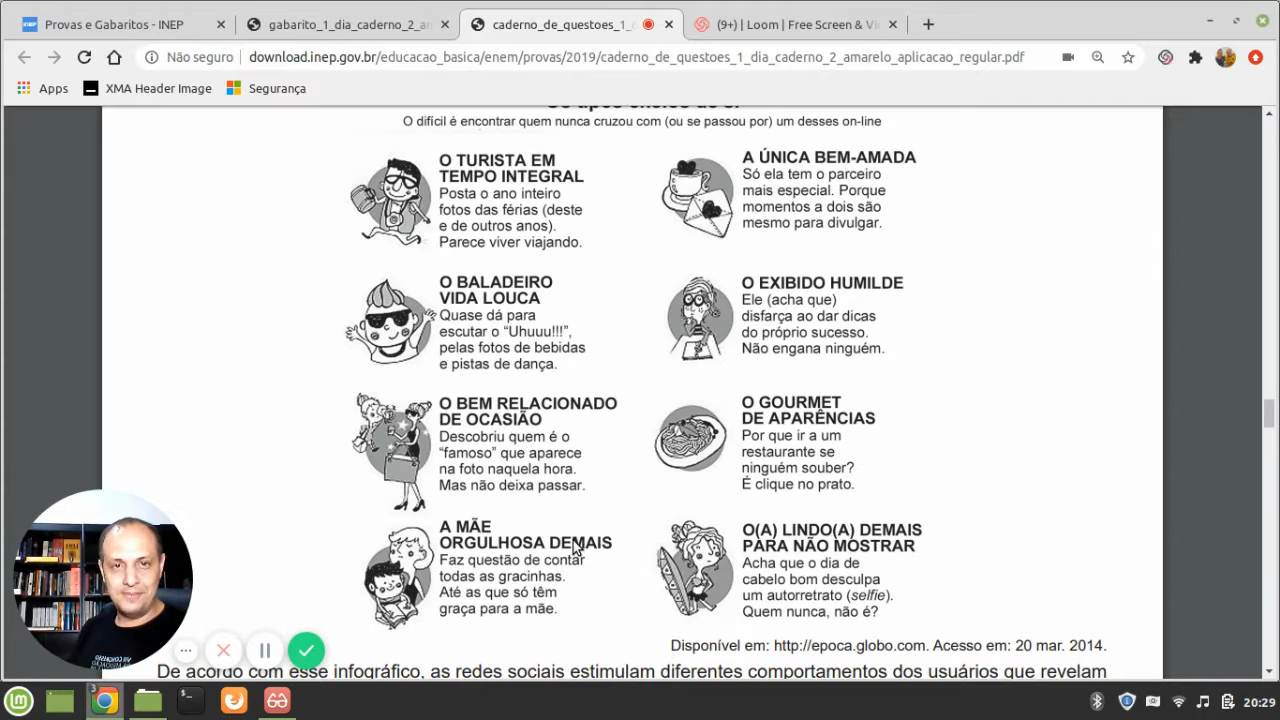 Provas e Gabaritos - INEP
gabarito_1_dia_caderno_2_am
caderno_de_questoes_1_
(9+) | Loom | Free Screen & Vi
Não seguro
download.inep.gov.br/educacao_basica/enem/provas/2019/caderno_de_questoes_1_dia_caderno_2_amarelo_aplicacao_regular.pdf
Apps
XMA Header Image
Segurança
O difícil é encontrar quem nunca cruzou com (ou se passou por) um desses on-line
O TURISTA EM
TEMPO INTEGRAL
Posta o ano inteiro
fotos das férias (deste
e de outros anos).
Parece viver viajando.
A ÚNICA BEM-AMADA
Só ela tem o parceiro
mais especial. Porque
momentos a dois são
mesmo para divulgar.
O BALADEIRO
VIDA LOUCA
Quase dá para
escutar o “Uhuuu!!!”,
pelas fotos de bebidas
e pistas de dança.
O EXIBIDO HUMILDE
Ele (acha que)
disfarça ao dar dicas
do próprio sucesso.
Não engana ninguém.
O BEM RELACIONADO
DE OCASIÃO
Descobriu quem é o
“famoso” que aparece
na foto naquela hora.
Mas não deixa passar.
O GOURMET
DE APARÊNCIAS
Por que ir a um
restaurante se
ninguém souber?
É clique no prato.
A MÃE
ORGULHOSA DEMAIS
Faz questão de contar
todas as gracinhas.
Até as que só têm
graça para a mãe.
O(A) LINDO(A) DEMAIS
PARA NÃO MOSTRAR
Acha que o dia de
cabelo bom desculpa
um autorretrato (selfie).
Quem nunca, não é?
Disponível em: http://epoca.globo.com. Acesso em: 20 mar. 2014.
De acordo com esse infográfico, as redes sociais estimulam diferentes comportamentos dos usuários que revelam
3
20:29